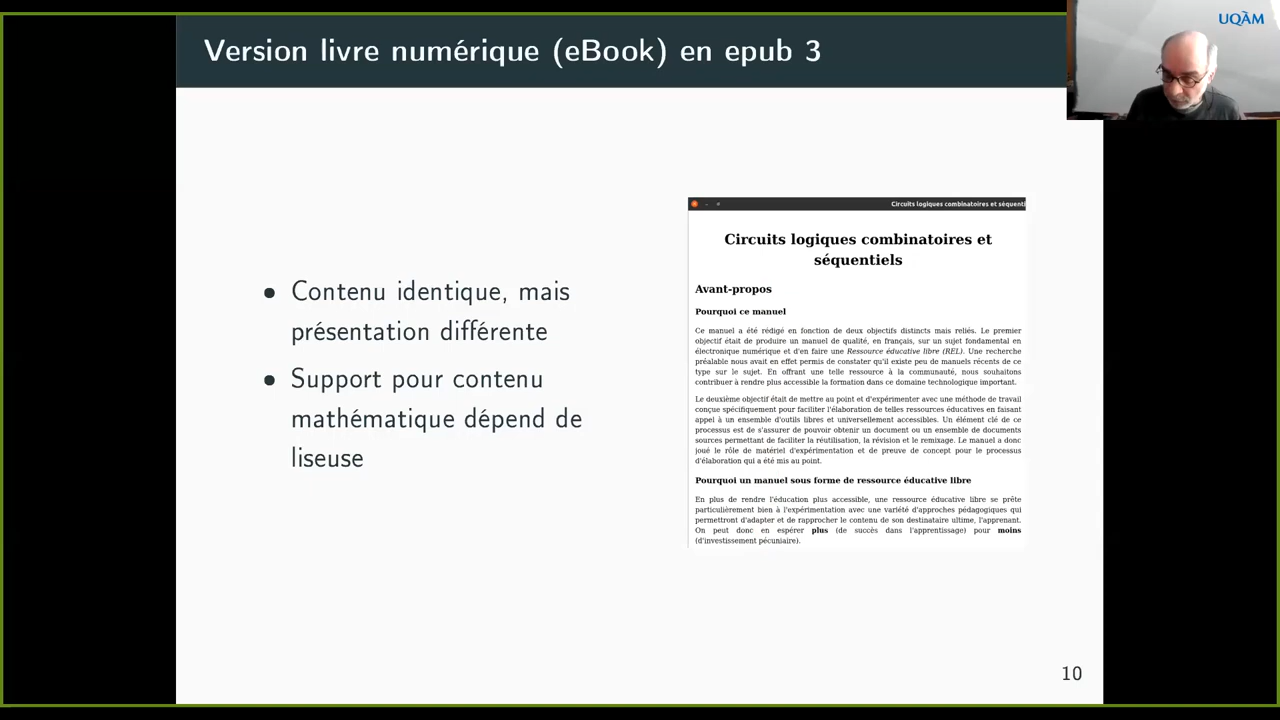 Version livre numérique (eBook) en epub 3
UQÀM
• Contenu identique, mais
présentation différente
• Support pour contenu
mathématique dépend de
liseuse
Circuits logiques combinatoires et séquenti
Circuits logiques combinatoires et
séquentiels
Avant-propos
Pourquoi ce manuel
Ce manuel a été rédigé en fonction de deux objectifs distincts mais reliés. Le premier
objectif était de produire un manuel de qualité, en français, sur un sujet fondamental en
électronique numérique et d'en faire une Ressource éducative libre (REL). Une recherche
préalable nous avait en effet permis de constater qu'il existe peu de manuels récents de ce
type sur le sujet. En offrant une telle ressource à la communauté, nous souhaitons
contribuer à rendre plus accessible la formation dans ce domaine technologique important.
Le deuxième objectif était de mettre au point et d'expérimenter avec une méthode de travail
conçue spécifiquement pour faciliter l'élaboration de telles ressources éducatives en faisant
appel à un ensemble d'outils libres et universellement accessibles. Un élément clé de ce
processus est de s'assurer de pouvoir obtenir un document ou un ensemble de documents
sources permettant de faciliter la réutilisation, la révision et le remixage. Le manuel a donc
joué le rôle de matériel d'expérimentation et de preuve de concept pour le processus
d'élaboration qui a été mis au point.
Pourquoi un manuel sous forme de ressource éducative libre
En plus de rendre l'éducation plus accessible, une ressource éducative libre se prête
particulièrement bien à l'expérimentation avec une variété d'approches pédagogiques qui
permettront d'adapter et de rapprocher le contenu de son destinataire ultime, l'apprenant.
On peut donc en espérer plus (de succès dans l'apprentissage) pour moins
(d'investissement pécuniaire).
10